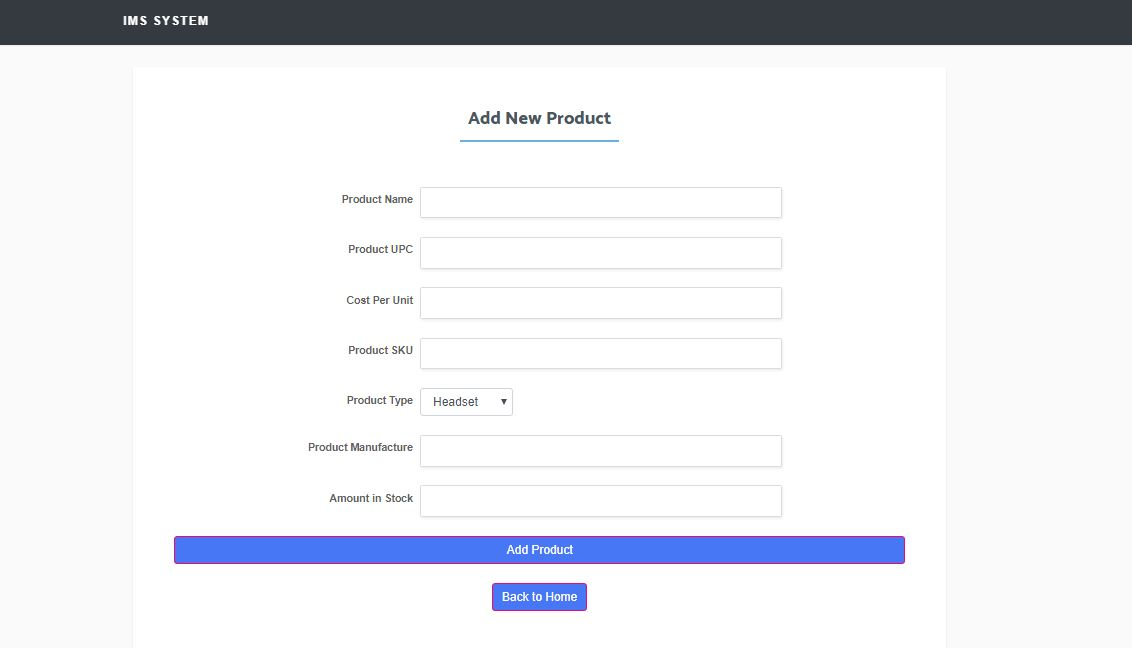 IMS SYSTEM
Add New Product
Product Name
Product UPC
Cost Per Unit
Product SKU
Product Type Headset
Product Manufacture
Amount in Stock
Add Product
Back to Home